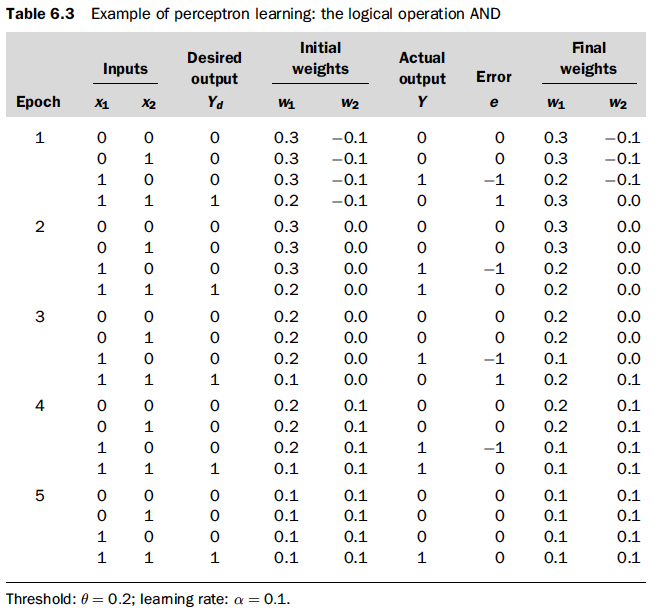 Table 6.3 Example of perceptron learning: the logical operation AND
Inputs Desired output Initial weights Actual output Error Final weights
Epoch x1 x2 Yd w1 w2 Y e w1 w2
1 0 0 0 0.3 −0.1 0 0 0.3 −0.1
0 1 0 0.3 −0.1 0 0 0.3 −0.1
1 0 0 0.3 −0.1 1 −1 0.2 −0.1
1 1 1 0.2 −0.1 0 1 0.3 0.0
2 0 0 0 0.3 0.0 0 0 0.3 0.0
0 1 0 0.3 0.0 0 0 0.3 0.0
1 0 0 0.3 0.0 1 −1 0.2 0.0
1 1 1 0.2 0.0 1 0 0.2 0.0
3 0 0 0 0.2 0.0 0 0 0.2 0.0
0 1 0 0.2 0.0 0 0 0.2 0.0
1 0 0 0.2 0.0 1 −1 0.1 0.0
1 1 1 0.1 0.0 0 1 0.2 0.1
4 0 0 0 0.2 0.1 0 0 0.2 0.1
0 1 0 0.2 0.1 0 0 0.2 0.1
1 0 0 0.2 0.1 1 −1 0.1 0.1
1 1 1 0.1 0.1 1 0 0.1 0.1
5 0 0 0 0.1 0.1 0 0 0.1 0.1
0 1 0 0.1 0.1 0 0 0.1 0.1
1 0 0 0.1 0.1 0 0 0.1 0.1
1 1 1 0.1 0.1 1 0 0.1 0.1
Threshold: θ = 0.2; learning rate: α = 0.1.